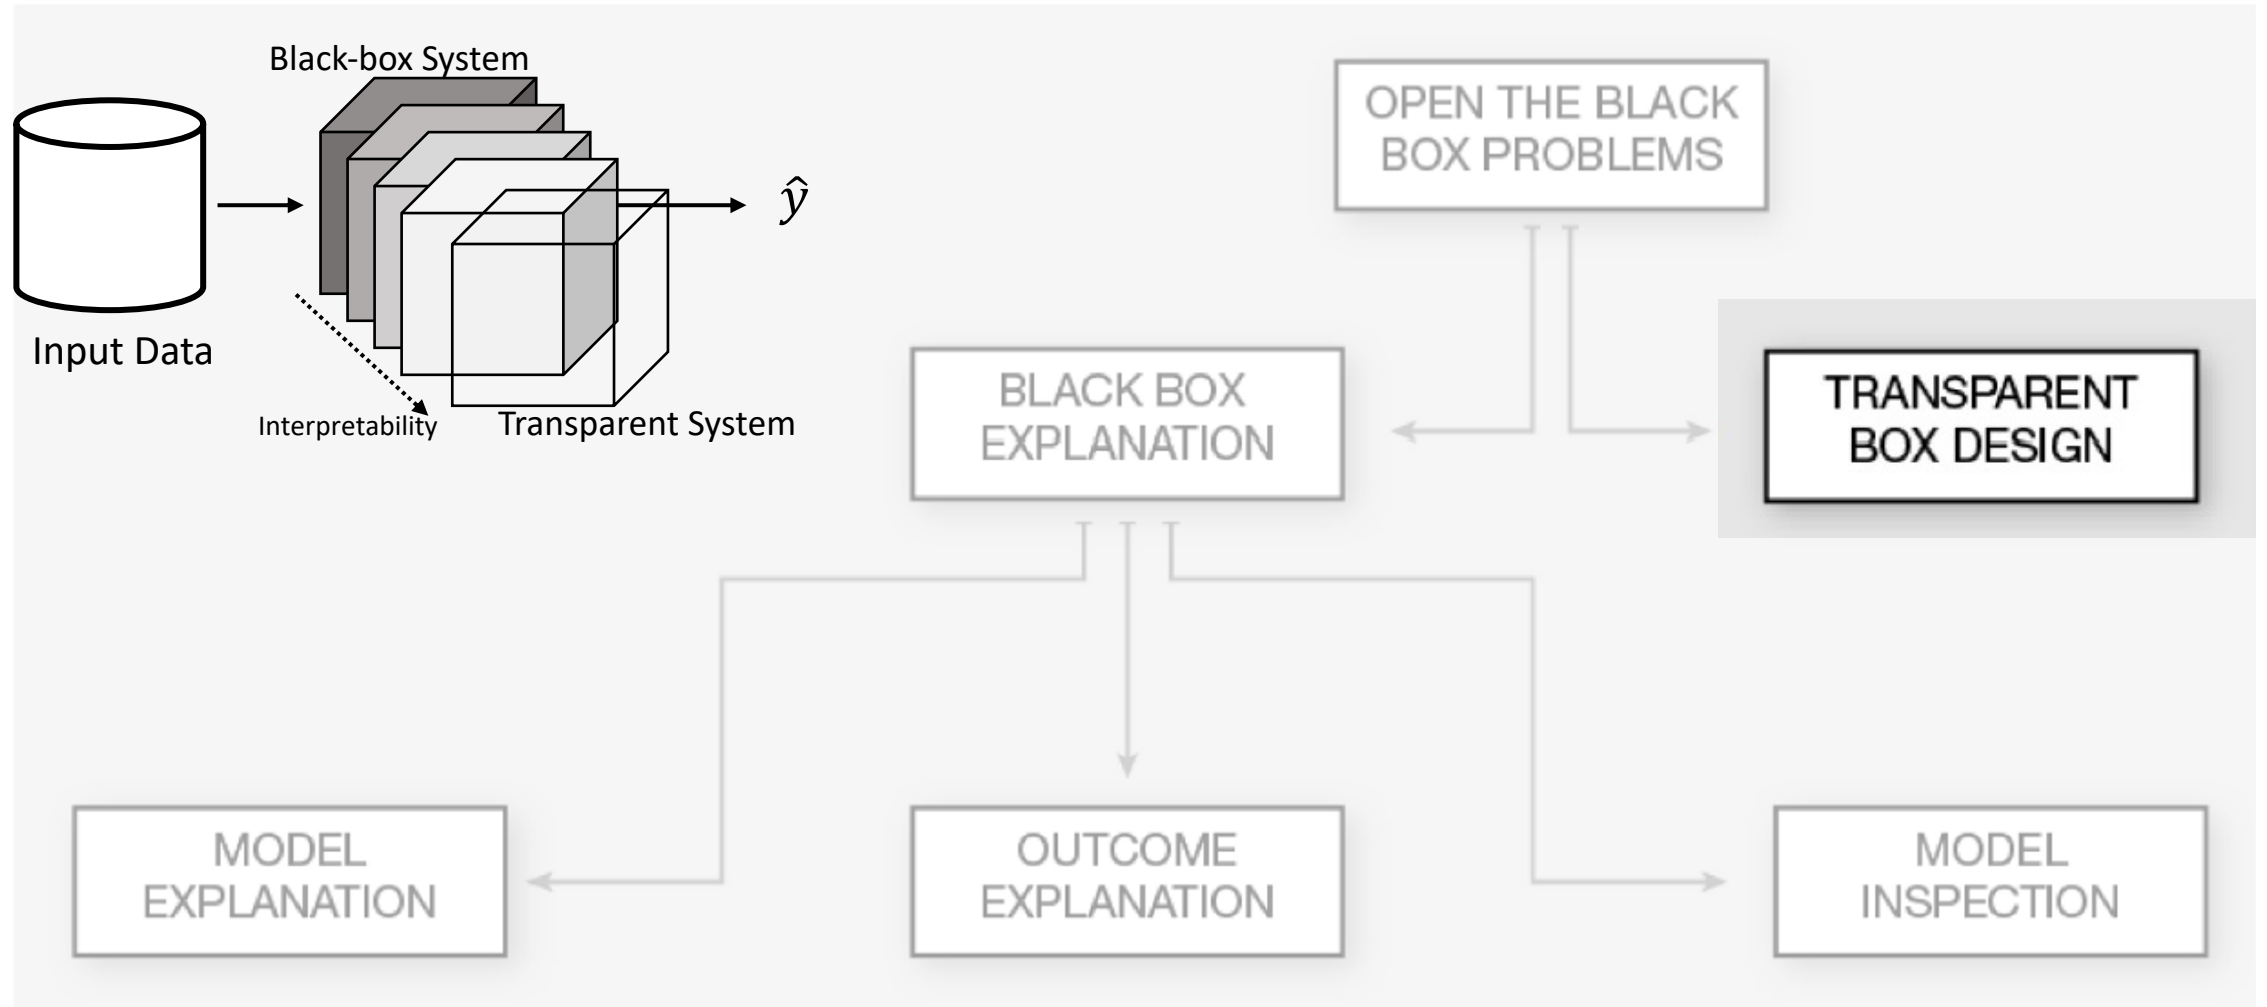 Black-box System
Input Data
Interpretability
Transparent System
ŷ
OPEN THE BLACK
BOX PROBLEMS
BLACK BOX
EXPLANATION
TRANSPARENT
BOX DESIGN
MODEL
EXPLANATION
OUTCOME
EXPLANATION
MODEL
INSPECTION